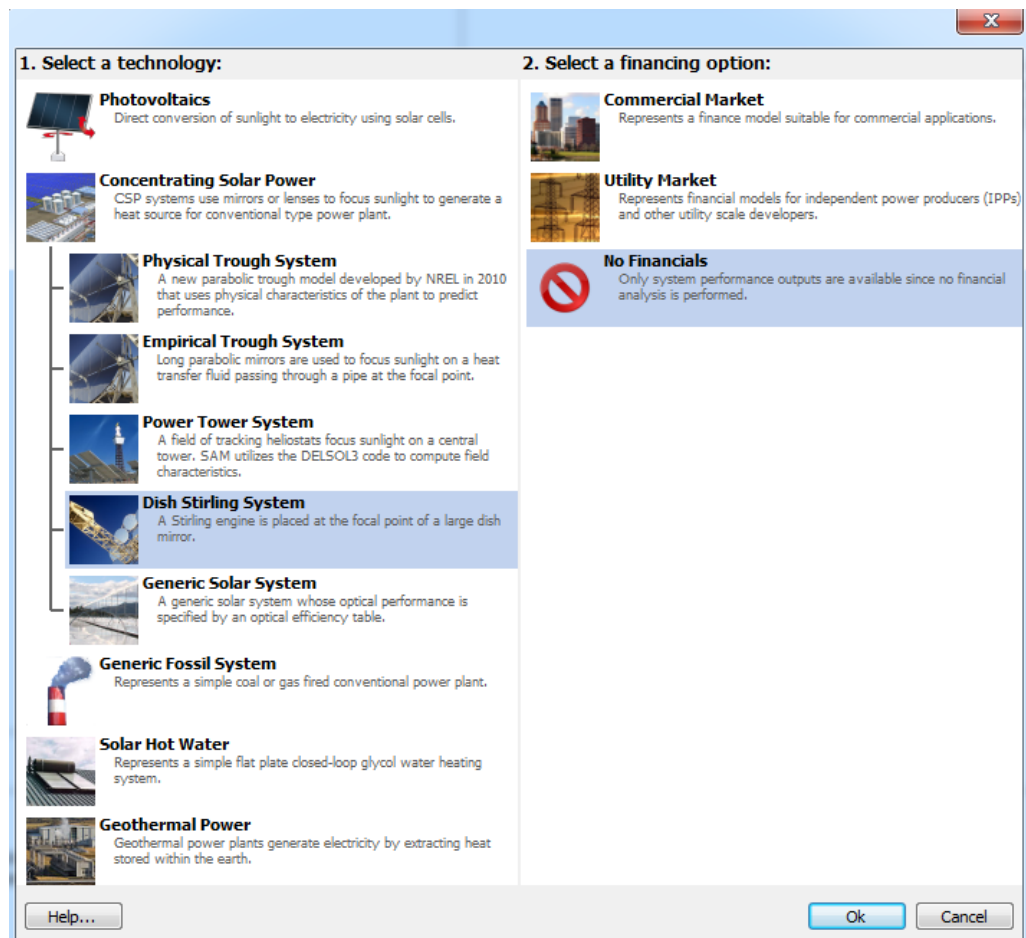 1. Select a technology:
Photovoltaics
Direct conversion of sunlight to electricity using solar cells.
Concentrating Solar Power
CSP systems use mirrors or lenses to focus sunlight to generate a
heat source for conventional type power plant.
Physical Trough System
A new parabolic trough model developed by NREL in 2010
that uses physical characteristics of the plant to predict
performance.
Empirical Trough System
Long parabolic mirrors are used to focus sunlight on a heat
transfer fluid passing through a pipe at the focal point.
Power Tower System
A field of tracking heliostats focus sunlight on a central
tower. SAM utilizes the DELSOL3 code to compute field
characteristics.
Dish Stirling System
A Stirling engine is placed at the focal point of a large dish
mirror.
Generic Solar System
A generic solar system whose optical performance is
specified by an optical efficiency table.
Generic Fossil System
Represents a simple coal or gas fired conventional power plant.
Solar Hot Water
Represents a simple flat plate closed-loop glycol water heating
system.
Geothermal Power
Geothermal power plants generate electricity by extracting heat
stored within the earth.
2. Select a financing option:
Commercial Market
Represents a finance model suitable for commercial applications.
Utility Market
Represents financial models for independent power producers (IPPs)
and other utility scale developers.
No Financials
Only system performance outputs are available since no financial
analysis is performed.
Help...
Ok
Cancel